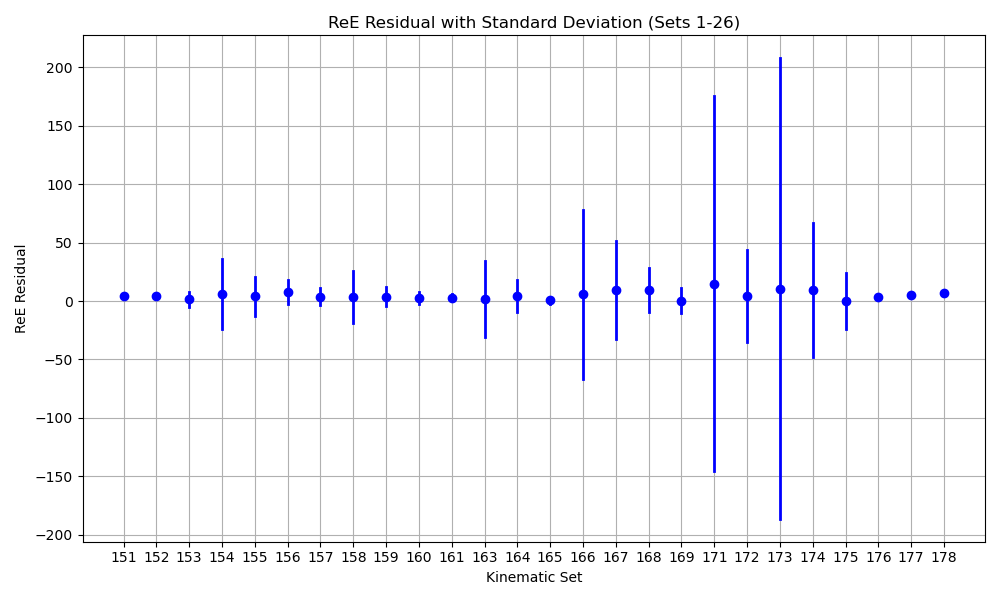 ReE Residual with Standard Deviation (Sets 1-26)
ReE Residual
200
150
100
50
0
−50
−100
−150
−200
151 152 153 154 155 156 157 158 159 160 161 163 164 165 166 167 168 169 171 172 173 174 175 176 177 178
Kinematic Set